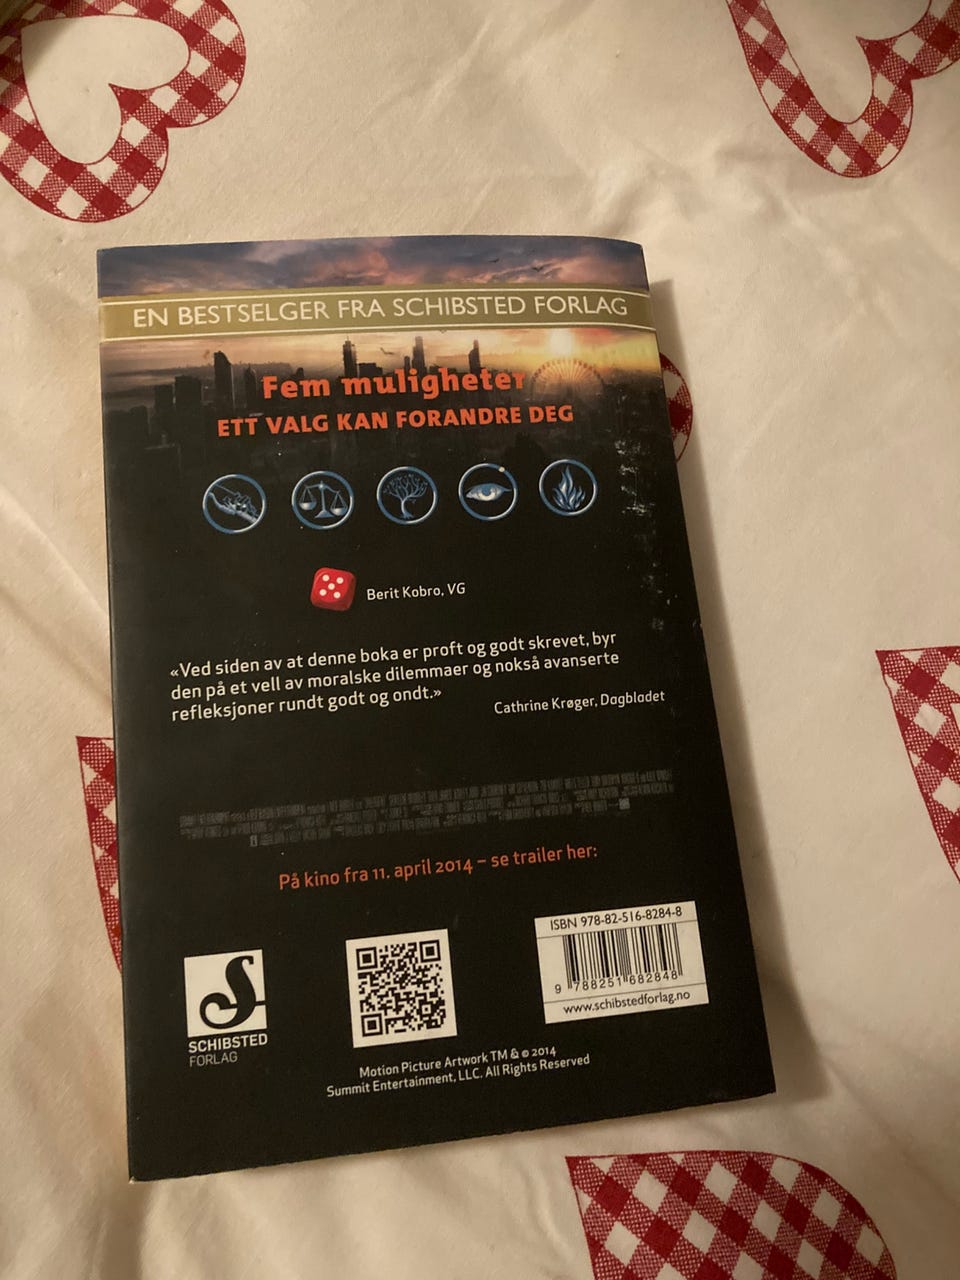 EN BESTSELGER FRA SCHIBSTED FORLAG
Fem muligheter
ETT VALG KAN FORANDRE DEG
Berit Kobro, VG
«Ved siden av at denne boka er proft og godt skrevet, byr
den på et vell av moralske dilemmaer og nokså avanserte
refleksjoner rundt godt og ondt.»
Cathrine Krøger, Dagbladet
På kino fra 11. april 2014 – se trailer her:
ISBN 978-82-516-8284-8
9 788251 682848
www.schibstedforlag.no
SCHIBSTED
FORLAG
Motion Picture Artwork TM & © 2014
Summit Entertainment, LLC. All Rights Reserved